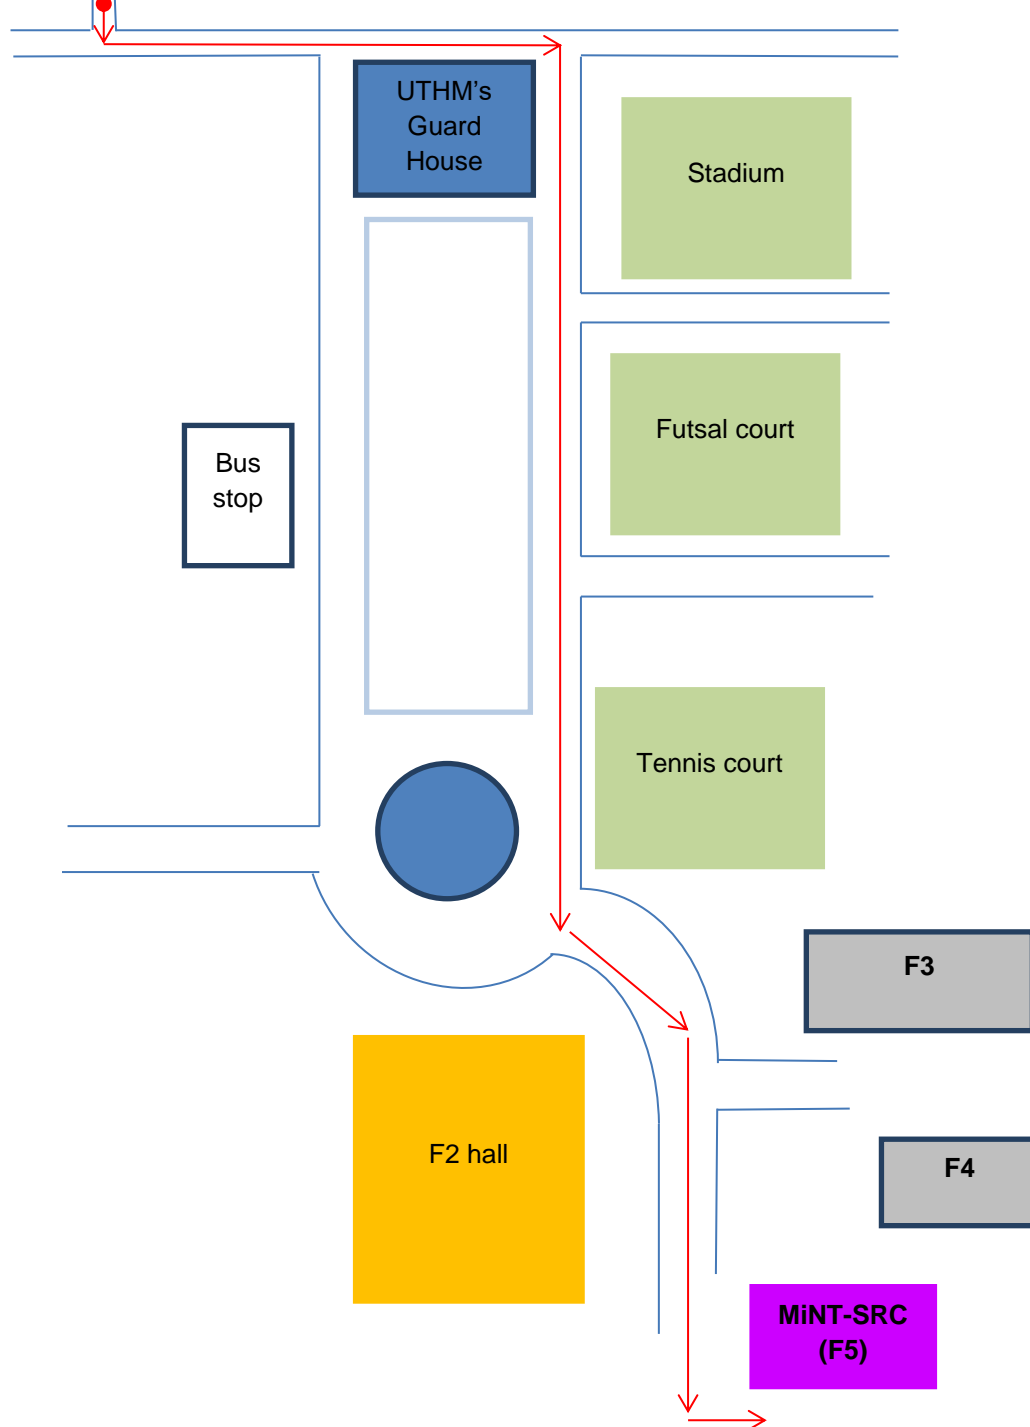 UTHM’s
Guard
House
Stadium
Futsal court
Bus
stop
Tennis court
F3
F2 hall
F4
MiNT-SRC
(F5)